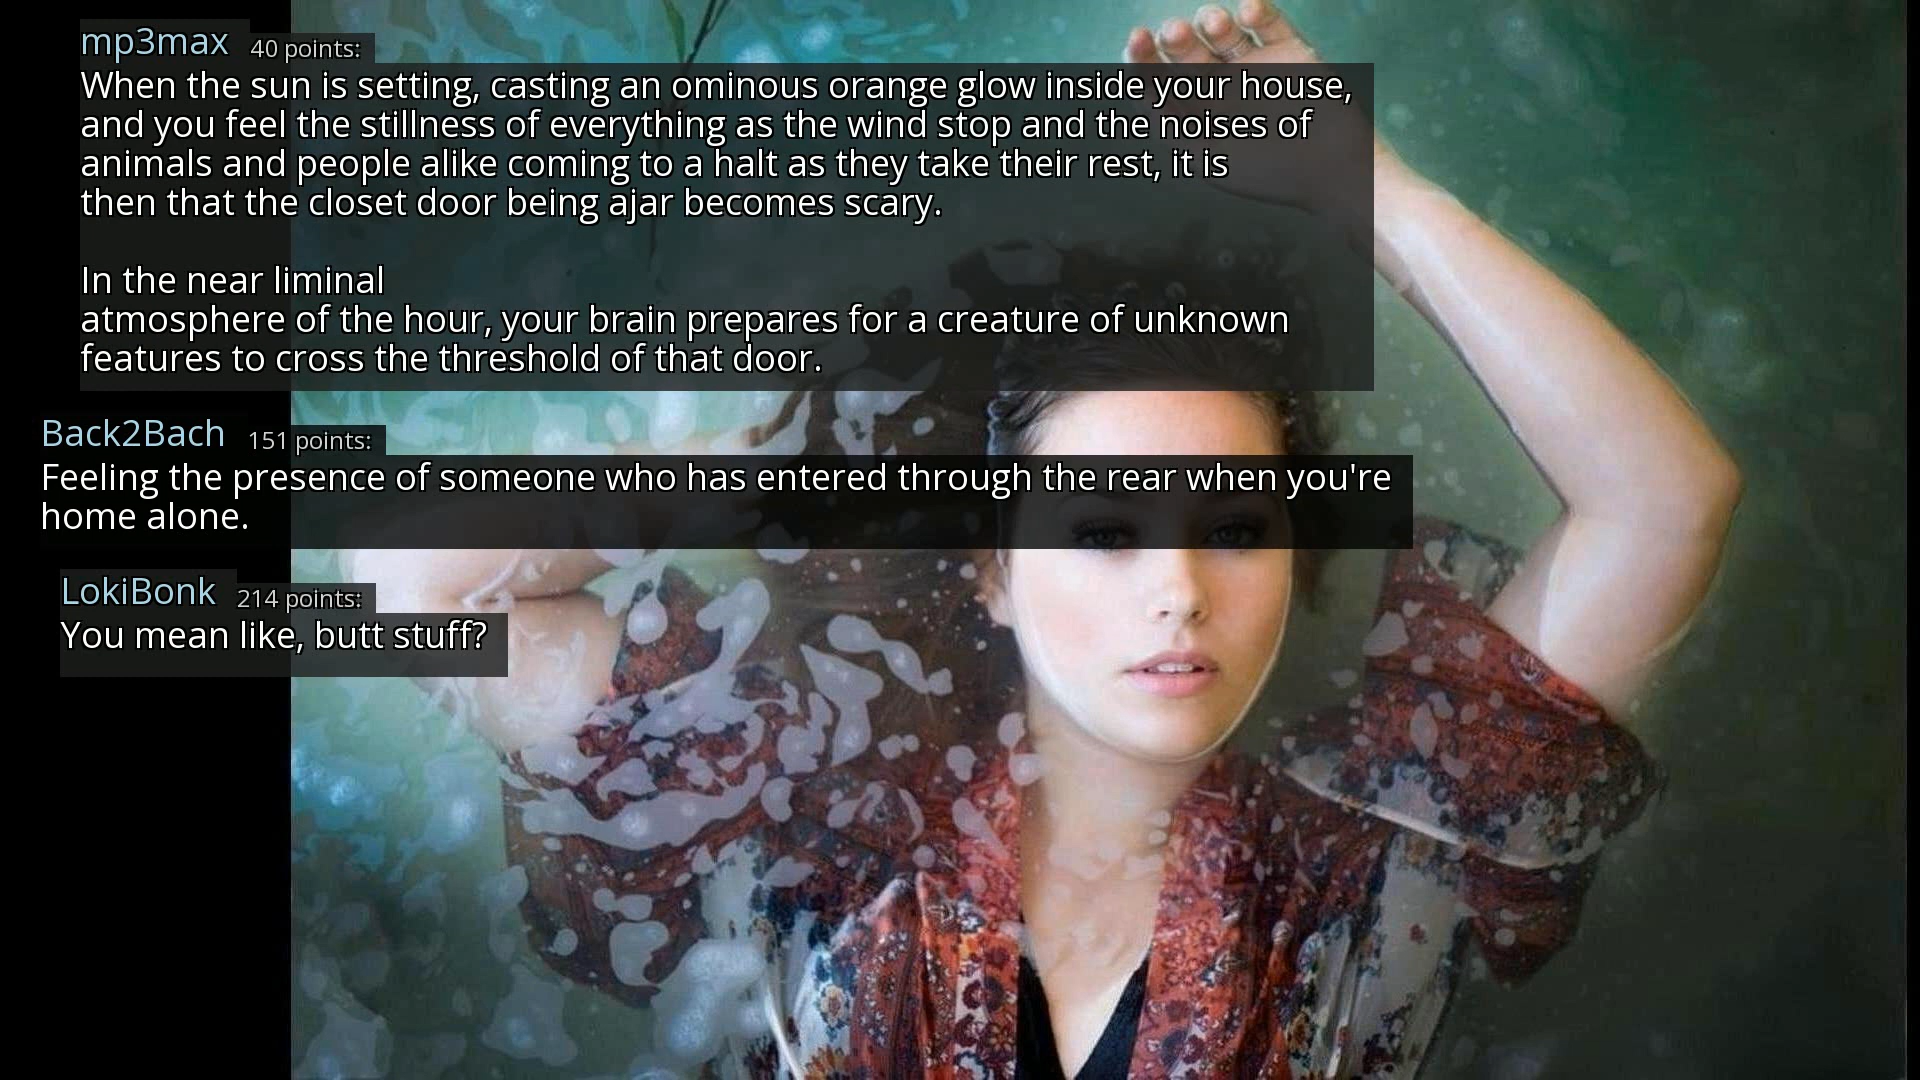 mp3max 40 points:
When the sun is setting, casting an ominous orange glow inside your house,
and you feel the stillness of everything as the wind stop and the noises of
animals and people alike coming to a halt as they take their rest, it is
then that the closet door being ajar becomes scary.
In the near liminal
atmosphere of the hour, your brain prepares for a creature of unknown
features to cross the threshold of that door.
Back2Bach 151 points:
Feeling the presence of someone who has entered through the rear when you're
home alone.
LokiBonk 214 points:
You mean like, butt stuff?